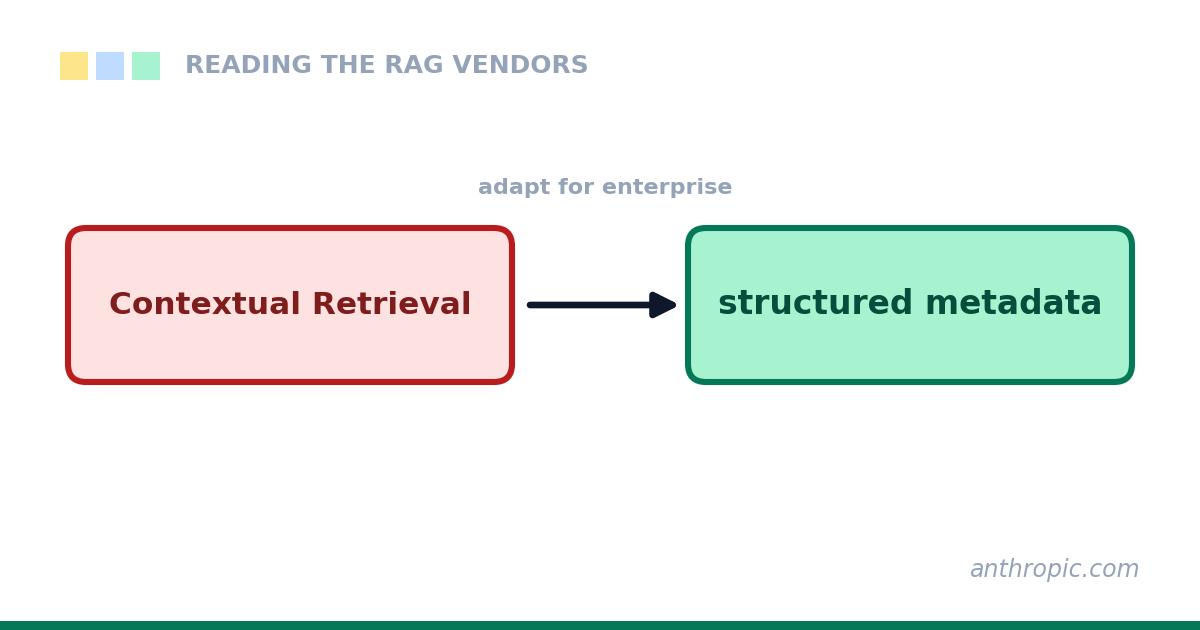 READING THE RAG VENDORS
adapt for enterprise
Contextual Retrieval
structured metadata
anthropic.com